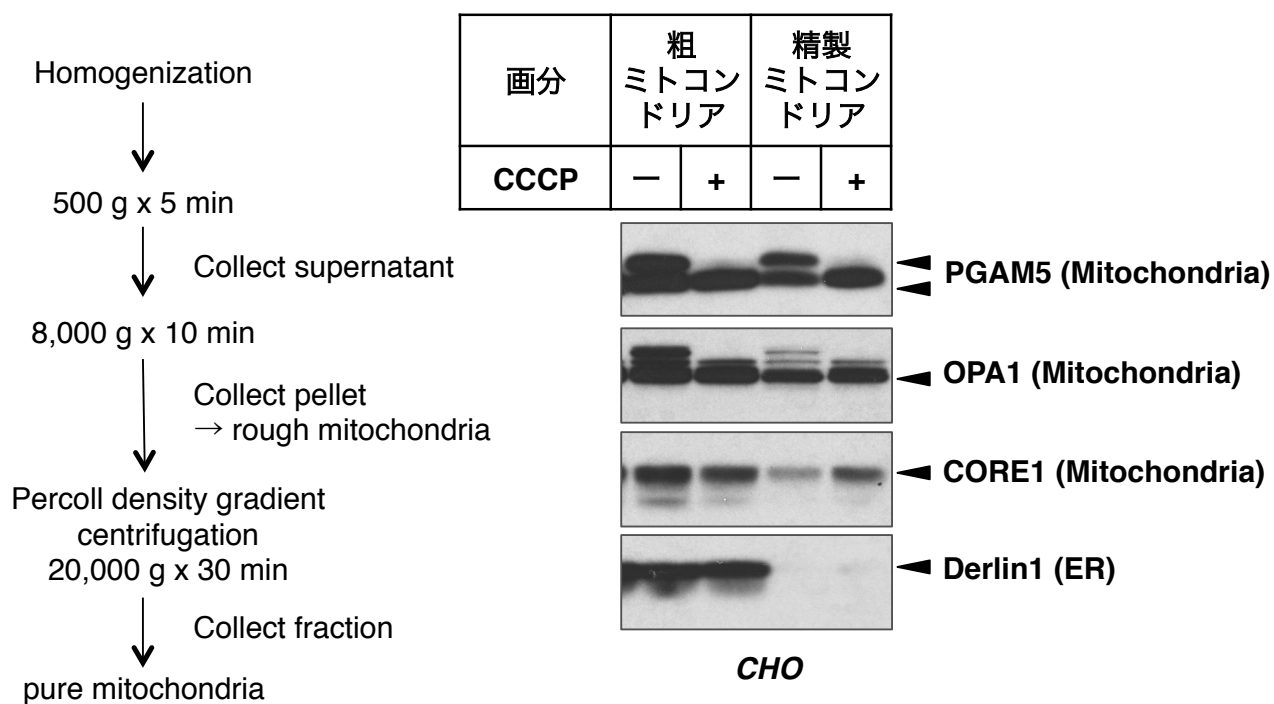 Homogenization
500 g x 5 min
Collect supernatant
8,000 g x 10 min
Collect pellet
→ rough mitochondria
Percoll density gradient
centrifugation
20,000 g x 30 min
Collect fraction
pure mitochondria
画分
粗
ミトコン
ドリア
精製
ミトコン
ドリア
CCCP
— + — +
PGAM5 (Mitochondria)
OPA1 (Mitochondria)
CORE1 (Mitochondria)
Derlin1 (ER)
CHO